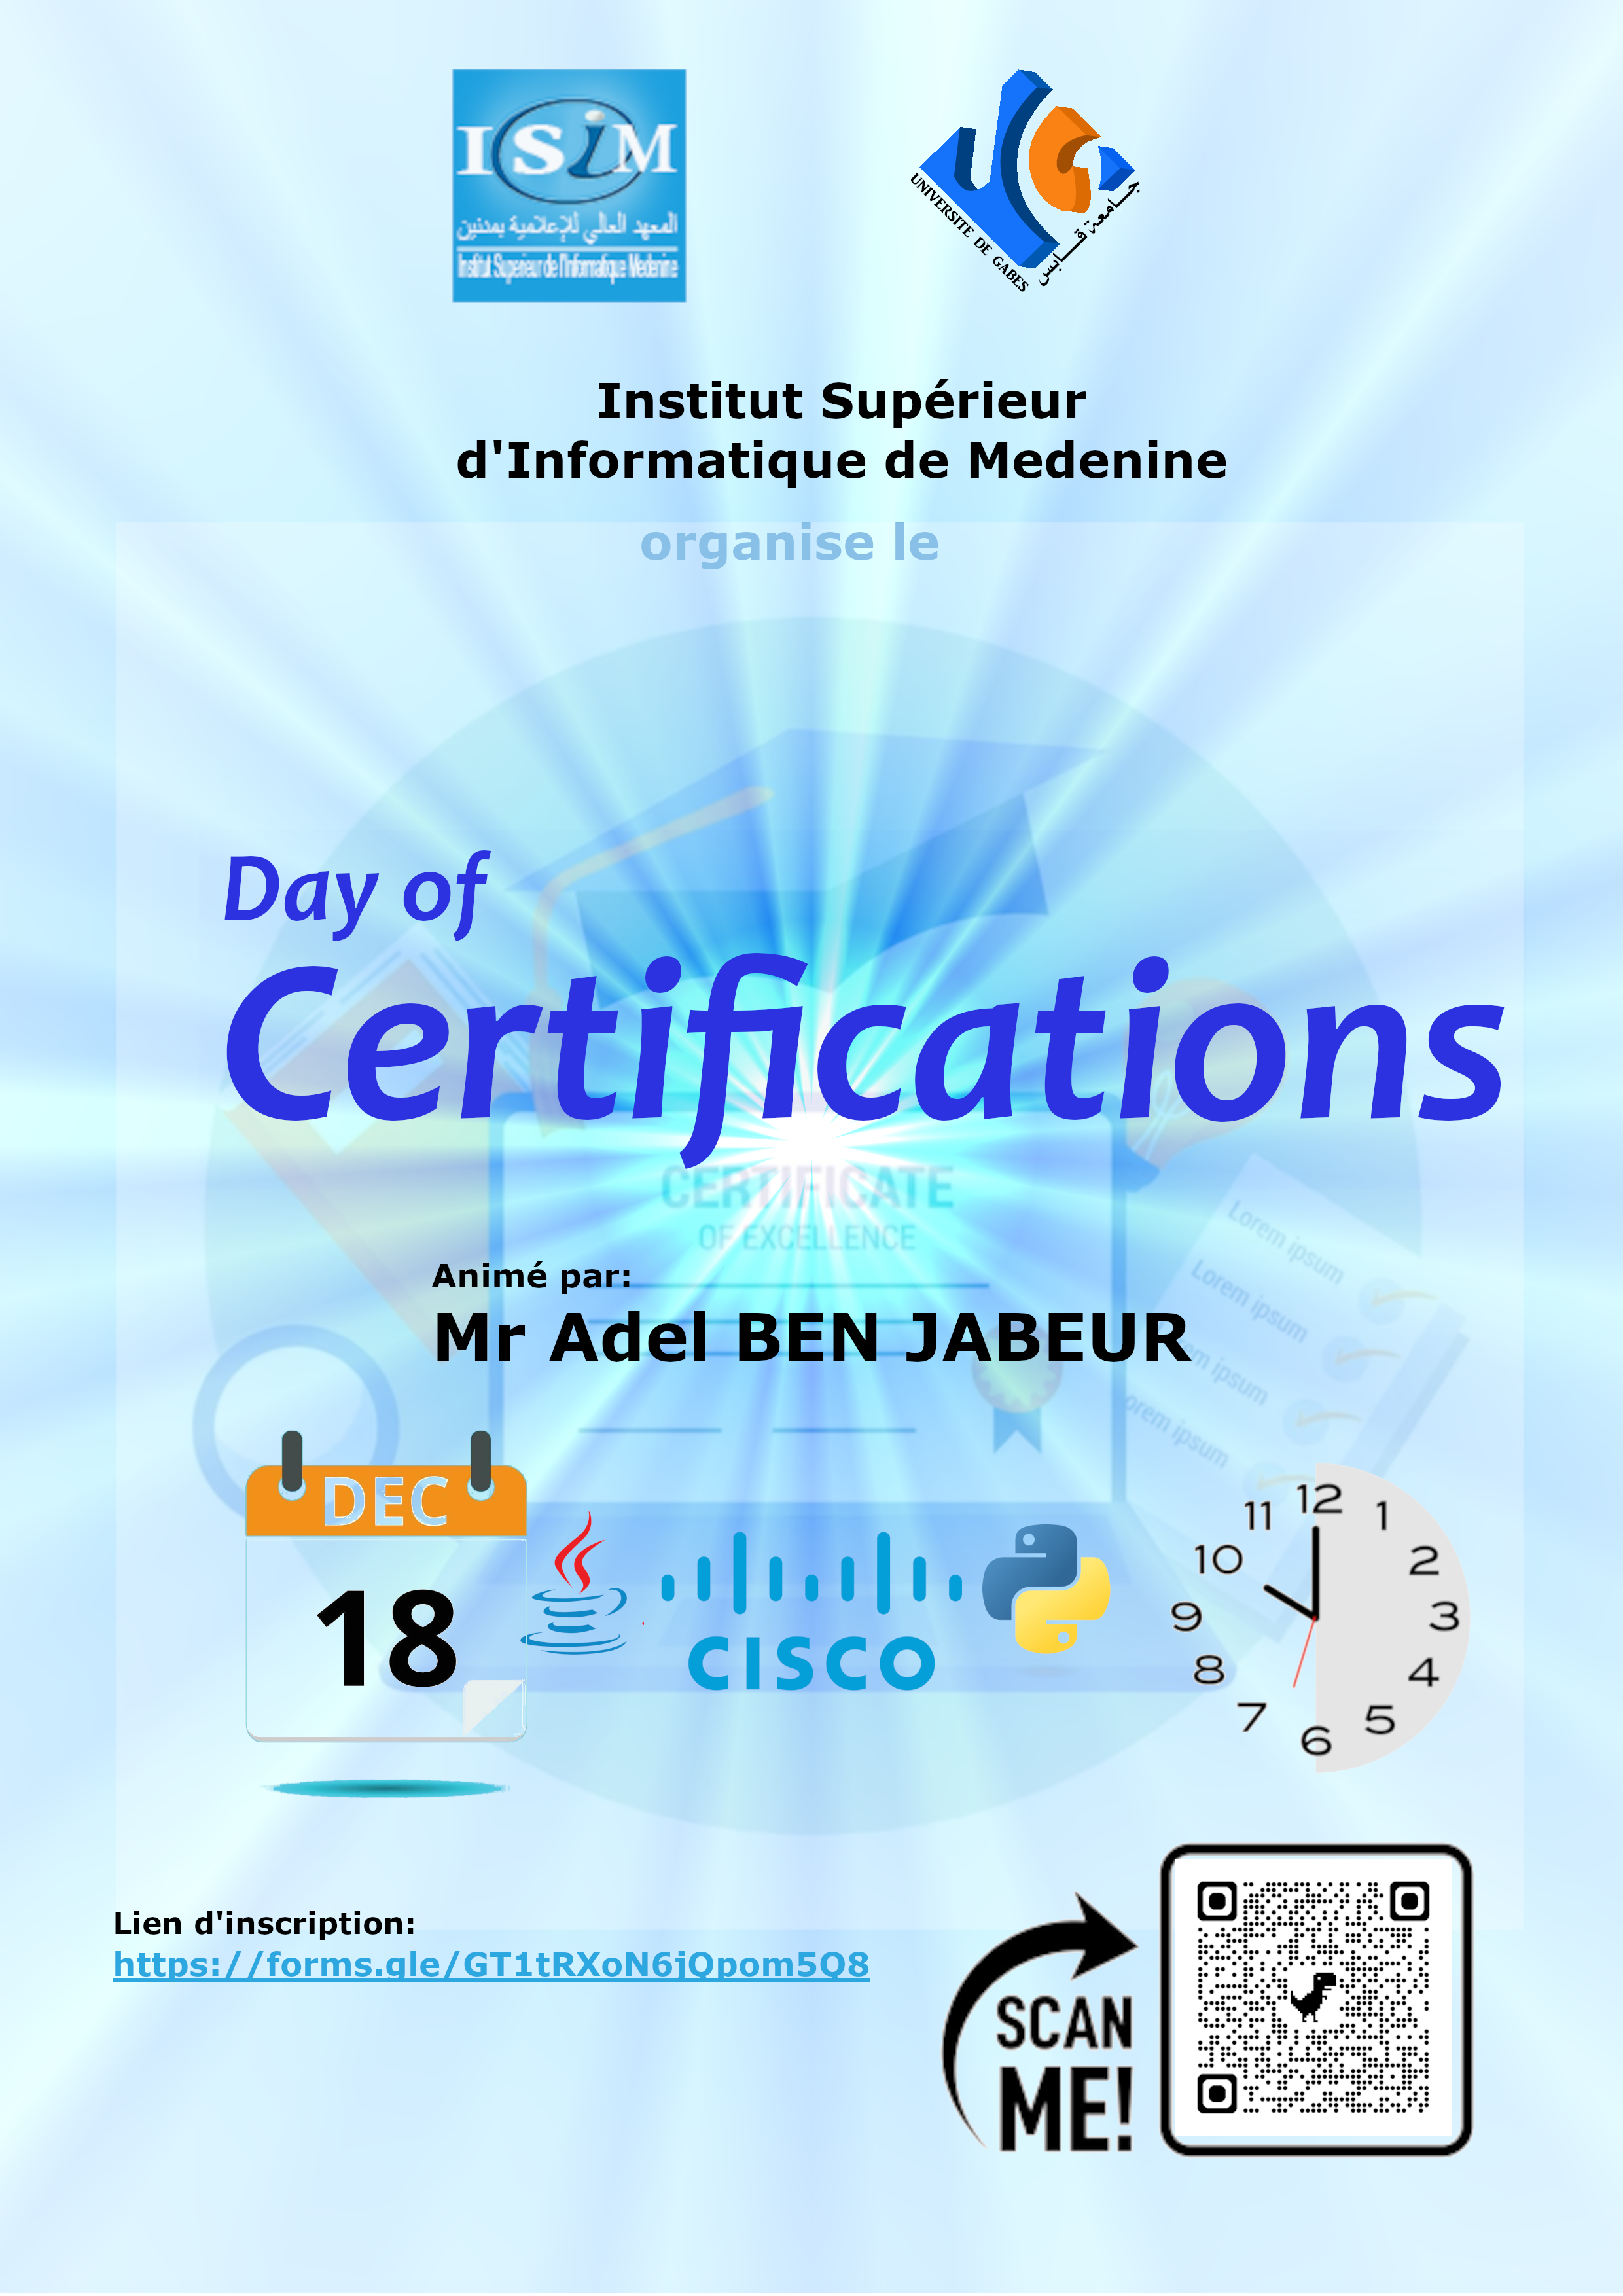 ISiM
المعهد العالي للإعلامية بمدنين
Institut Superieur de l'Informatique Medenine
UNIVERSITE DE GABES
جامعة قابس
Institut Supérieur
d'Informatique de Medenine
organise le
Day of
Certifications
CERTIFICATE
OF EXCELLENCE
Lorem ipsum
Lorem ipsum
em ipsum
orem ipsum
Animé par:
Mr Adel BEN JABEUR
DEC
18
CISCO
12
1
2
3
4
5
6
7
8
9
10
11
Lien d'inscription:
https://forms.gle/GT1tRXoN6jQpom5Q8
SCAN
ME!